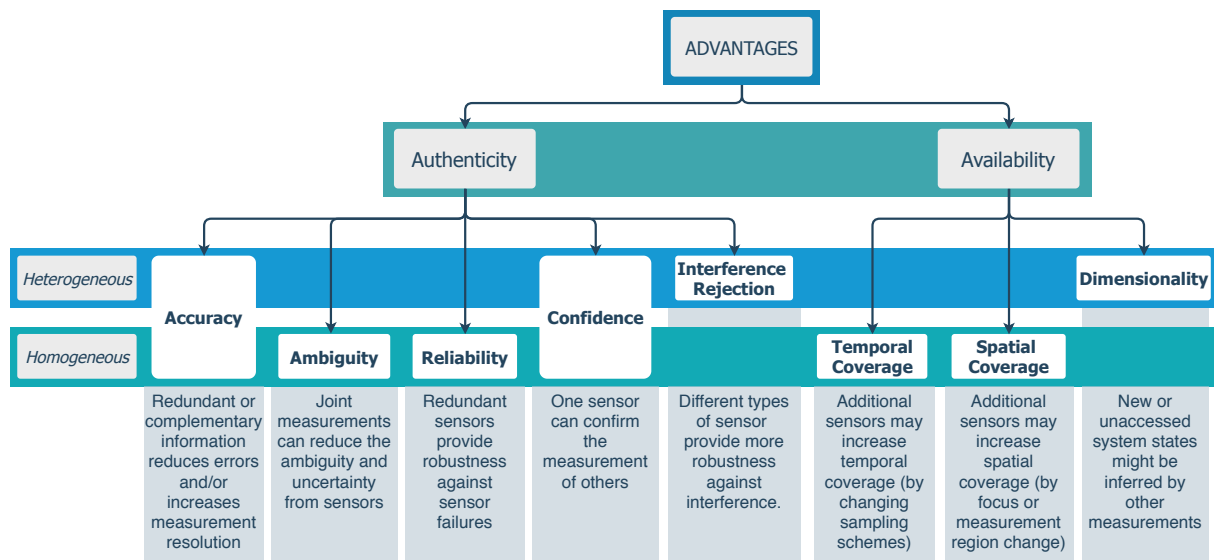 ADVANTAGES
Authenticity
Availability
Heterogeneous
Accuracy
Confidence
Interference
Rejection
Dimensionality
Homogeneous
Ambiguity
Reliability
Temporal
Coverage
Spatial
Coverage
Redundant or
complementary
information
reduces errors
and/or
increases
measurement
resolution
Joint
measurements
can reduce the
ambiguity and
uncertainty
from sensors
Redundant
sensors
provide
robustness
against
sensor
failures
One sensor
can confirm
the
measurement
of others
Different types
of sensor
provide more
robustness
against
interference.
Additional
sensors may
increase
temporal
coverage (by
changing
sampling
schemes)
Additional
sensors may
increase
spatial
coverage (by
focus or
measurement
region change)
New or
unaccessed
system states
might be
inferred by
other
measurements